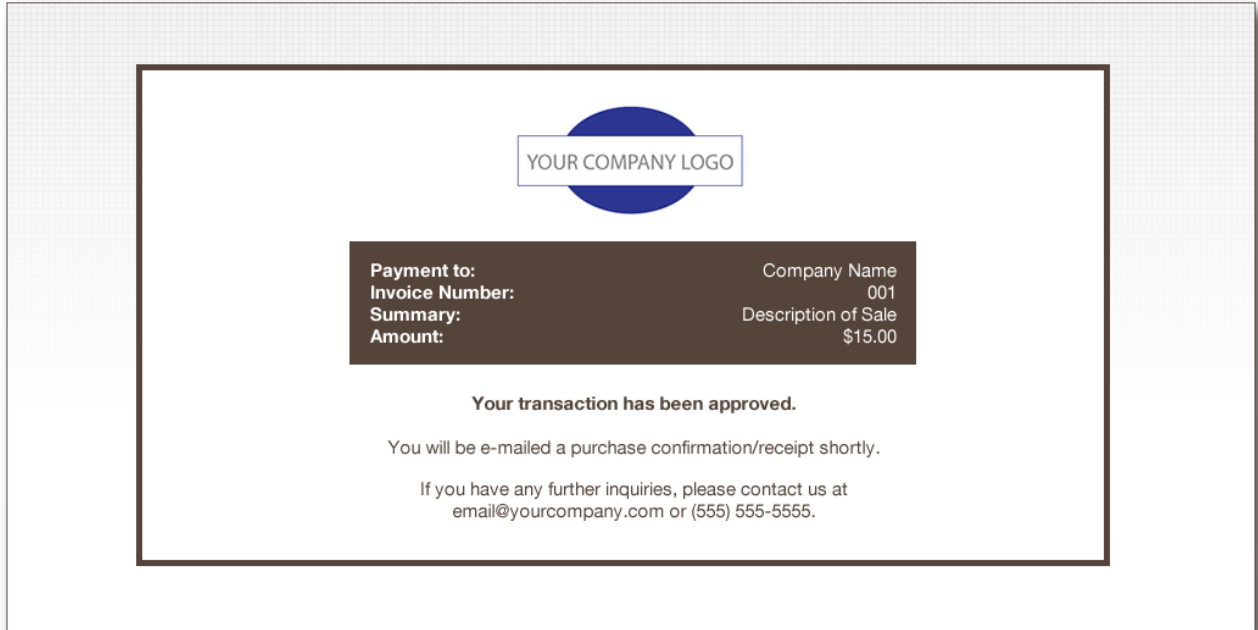 YOUR COMPANY LOGO
Payment to: Company Name
Invoice Number: 001
Summary: Description of Sale
Amount: $15.00
Your transaction has been approved.
You will be e-mailed a purchase confirmation/receipt shortly.
If you have any further inquiries, please contact us at
email@yourcompany.com or (555) 555-5555.